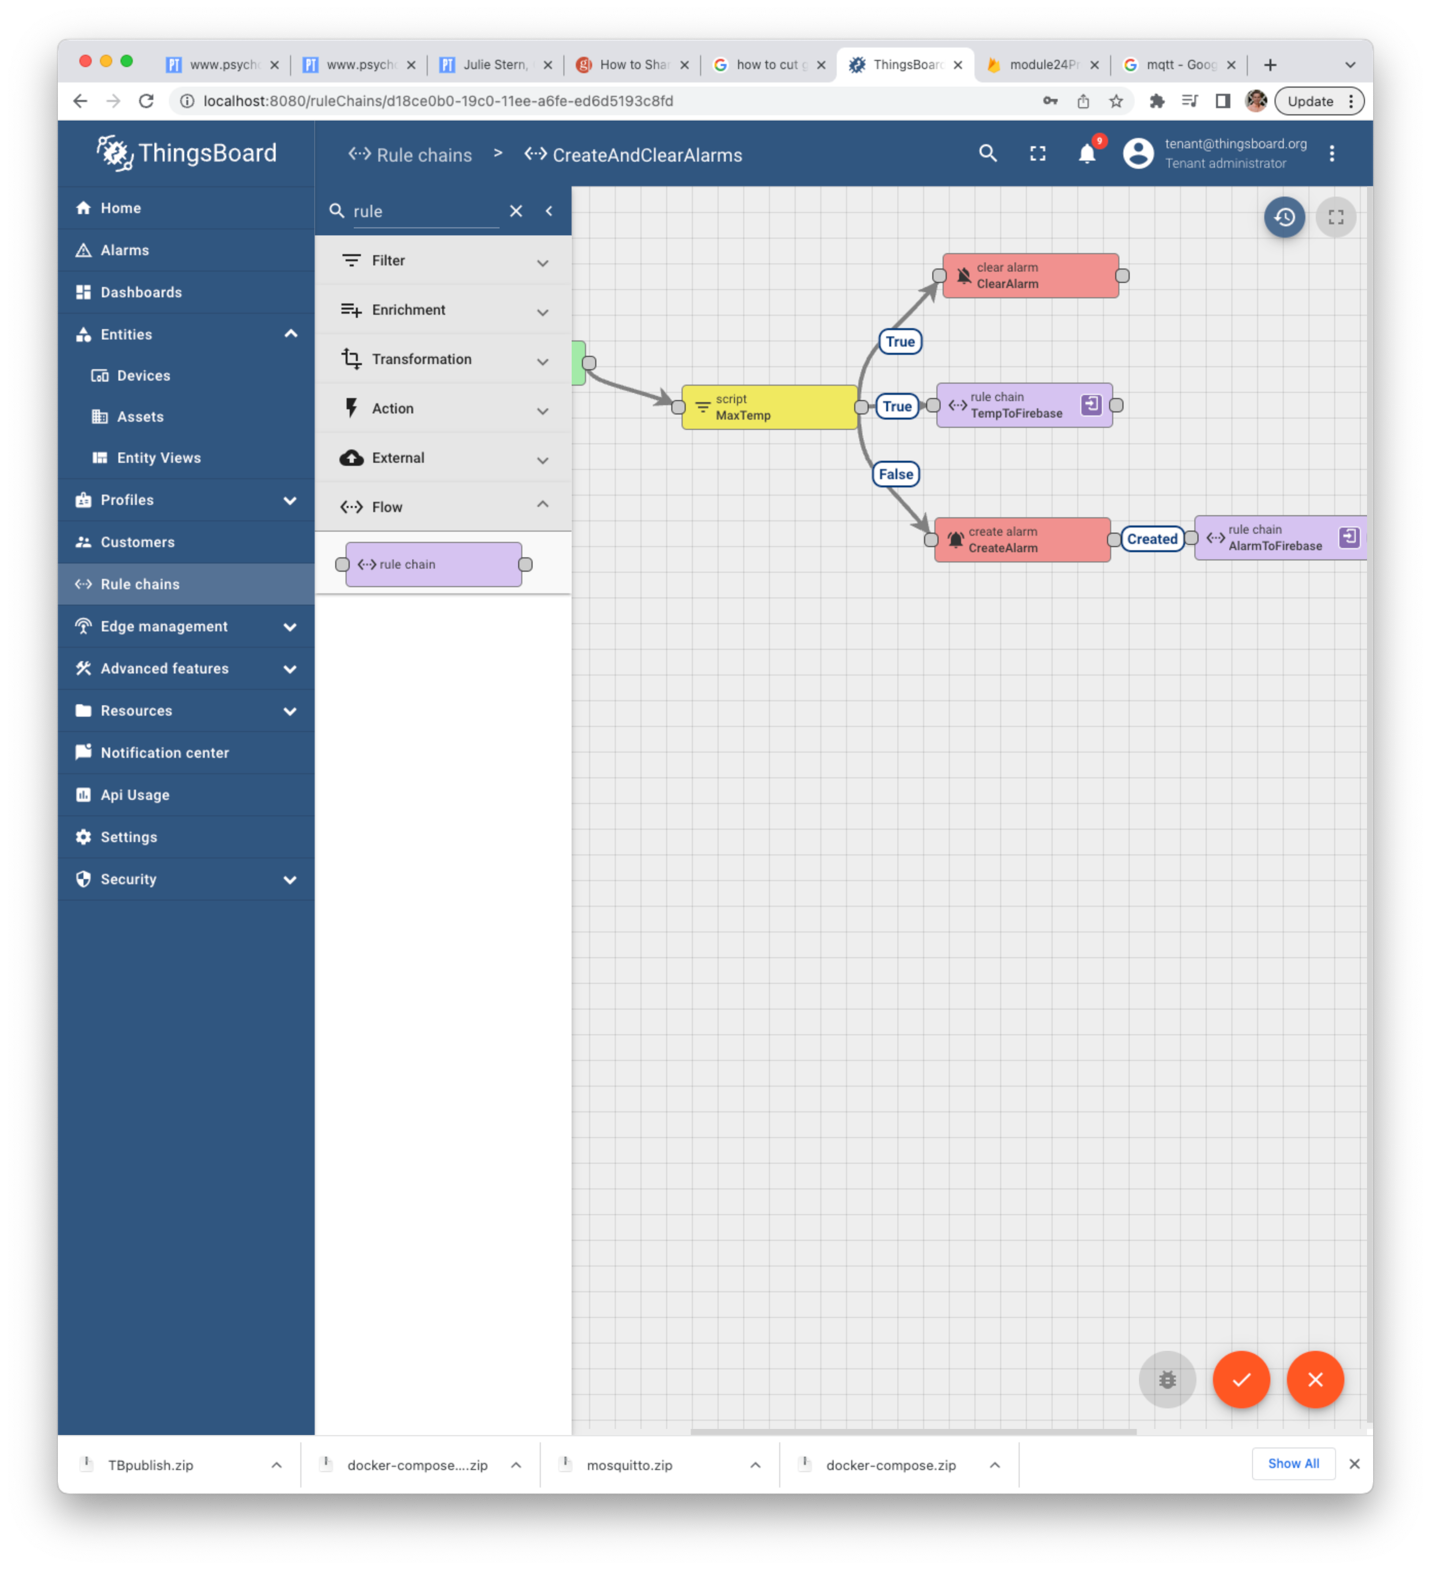 www.psych
www.psych
Julie Stern,
How to Shar
how to cut g
ThingsBoard
module24Pr
mqtt - Goog
localhost:8080/ruleChains/d18ce0b0-19c0-11ee-a6fe-ed6d5193c8fd
Update
ThingsBoard
Rule chains > CreateAndClearAlarms
9
tenant@thingsboard.org
Tenant administrator
Home
Alarms
Dashboards
Entities
Devices
Assets
Entity Views
Profiles
Customers
Rule chains
Edge management
Advanced features
Resources
Notification center
Api Usage
Settings
Security
rule
Filter
Enrichment
Transformation
Action
External
Flow
rule chain
clear alarm
ClearAlarm
True
script
MaxTemp
True
rule chain
TempToFirebase
False
create alarm
CreateAlarm
Created
rule chain
AlarmToFirebase
TBpublish.zip
docker-compose....zip
mosquitto.zip
docker-compose.zip
Show All